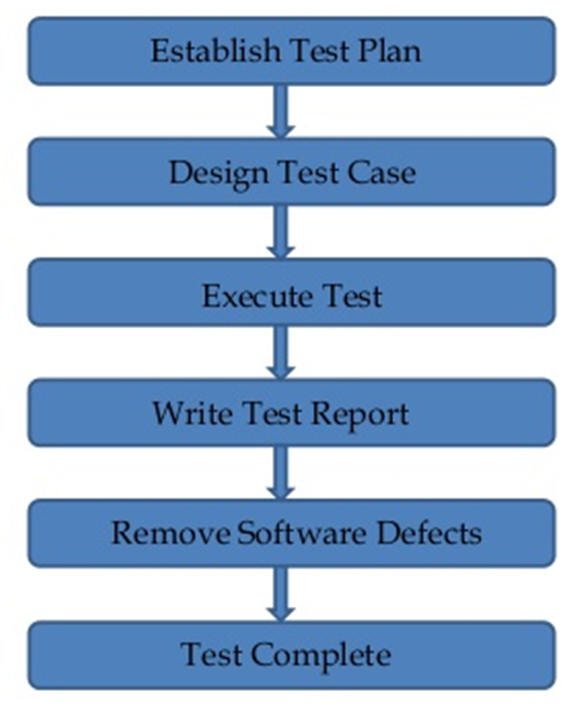 Establish Test Plan
Design Test Case
Execute Test
Write Test Report
Remove Software Defects
Test Complete